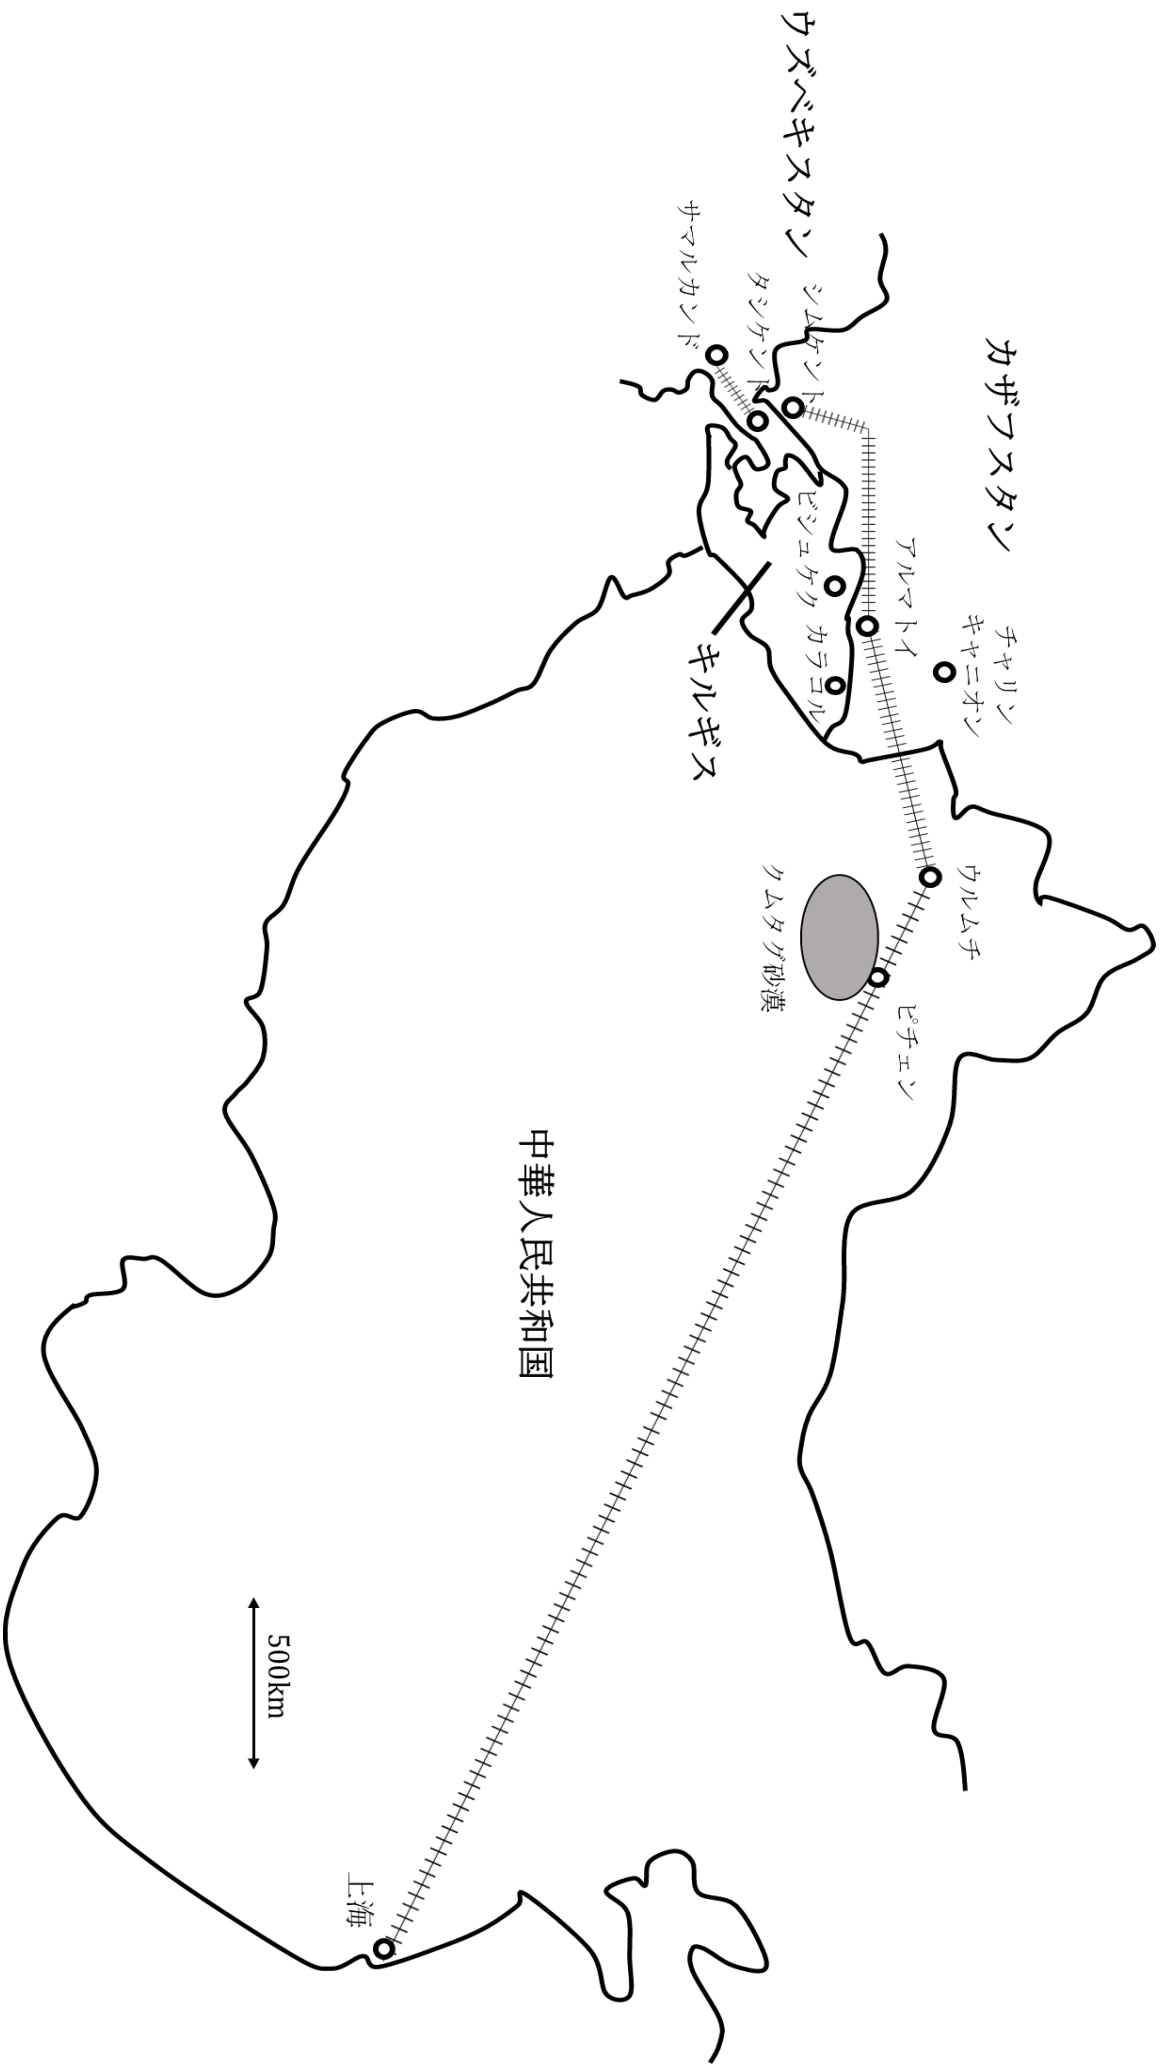 ウズベキスタン
カザフスタン
サマルカンド
タシケント
シムケント
ビシュケク
カラコル
アルマトイ
チャリン
キャニオン
キルギス
ウルムチ
クムタグ砂漠
ピチェン
中華人民共和国
500km
上海